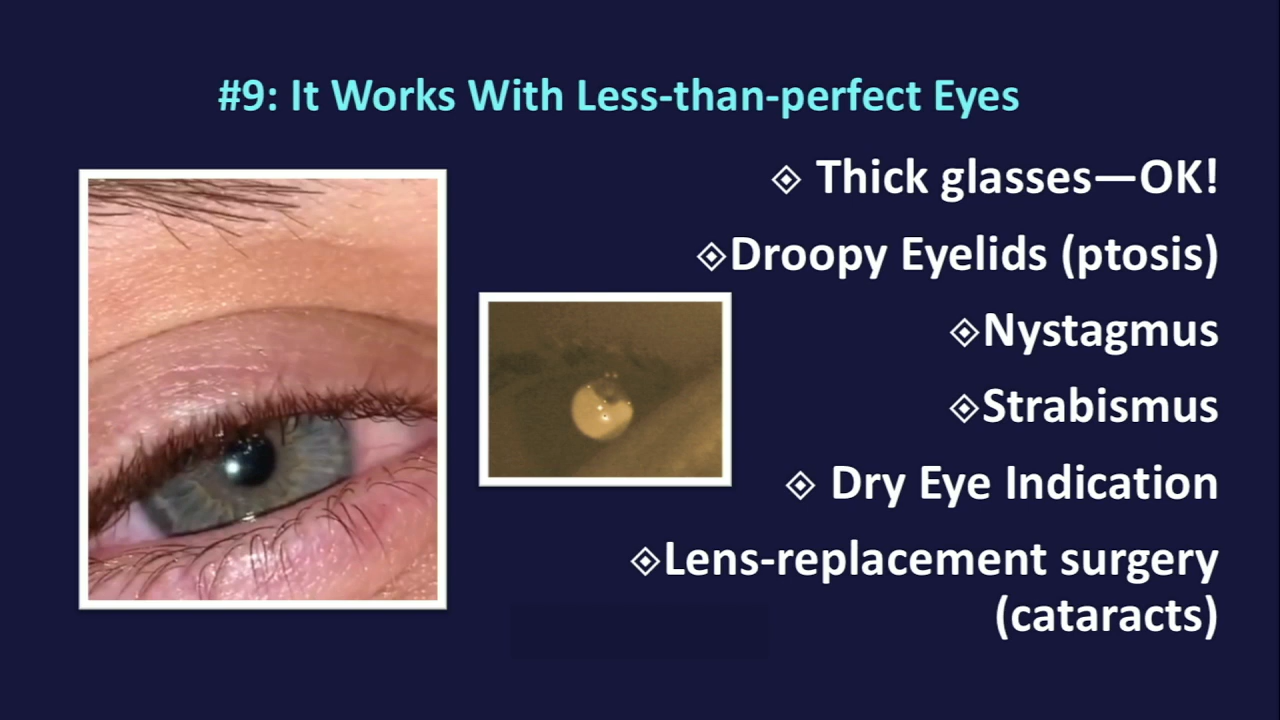 #9: It Works With Less-than-perfect Eyes
Thick glasses—OK!
Droopy Eyelids (ptosis)
Nystagmus
Strabismus
Dry Eye Indication
Lens-replacement surgery
(cataracts)